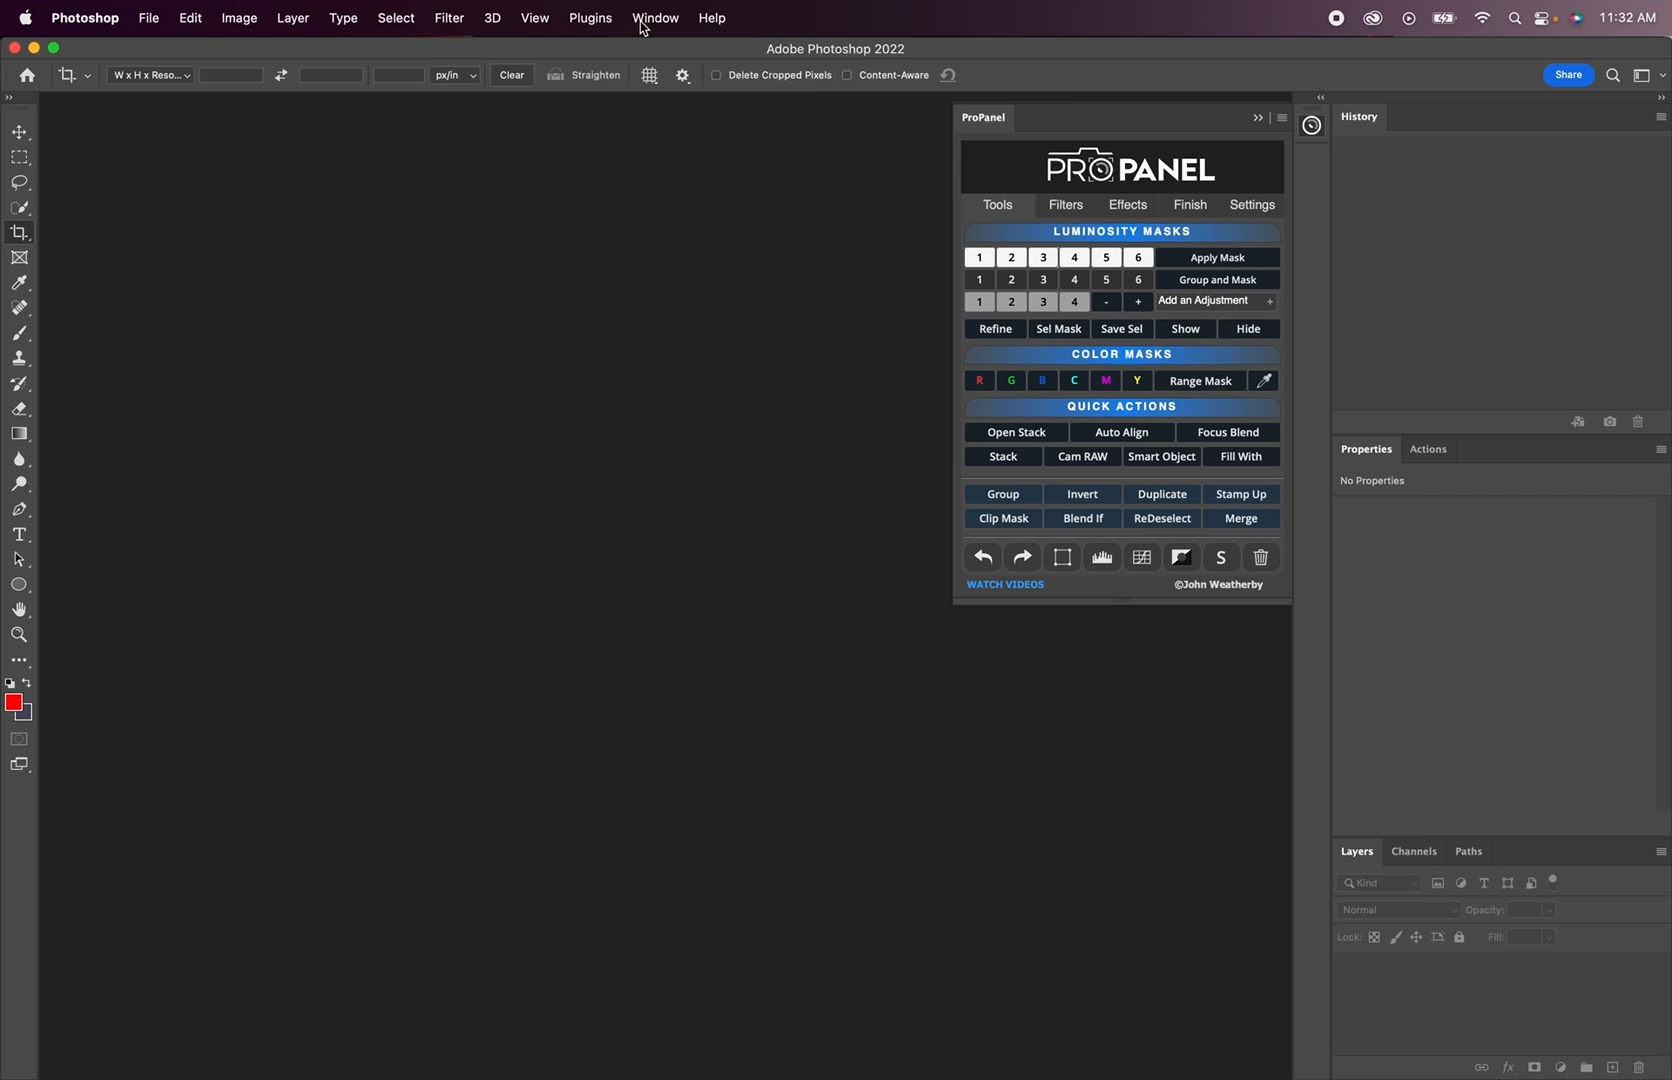 Photoshop File Edit Image Layer Type Select Filter 3D View Plugins Window Help 11:32 AM
Adobe Photoshop 2022
W x H x Reso... px/in Clear Straighten Delete Cropped Pixels Content-Aware Share
ProPanel
PROPANEL
Tools Filters Effects Finish Settings
LUMINOSITY MASKS
1 2 3 4 5 6 Apply Mask
1 2 3 4 5 6 Group and Mask
1 2 3 4 - + Add an Adjustment +
Refine Sel Mask Save Sel Show Hide
COLOR MASKS
R G B C M Y Range Mask
QUICK ACTIONS
Open Stack Auto Align Focus Blend
Stack Cam RAW Smart Object Fill With
Group Invert Duplicate Stamp Up
Clip Mask Blend If ReDeselect Merge
S
WATCH VIDEOS ©John Weatherby
History
Properties Actions
No Properties
Layers Channels Paths
Kind
Normal Opacity:
Lock: Fill:
fx